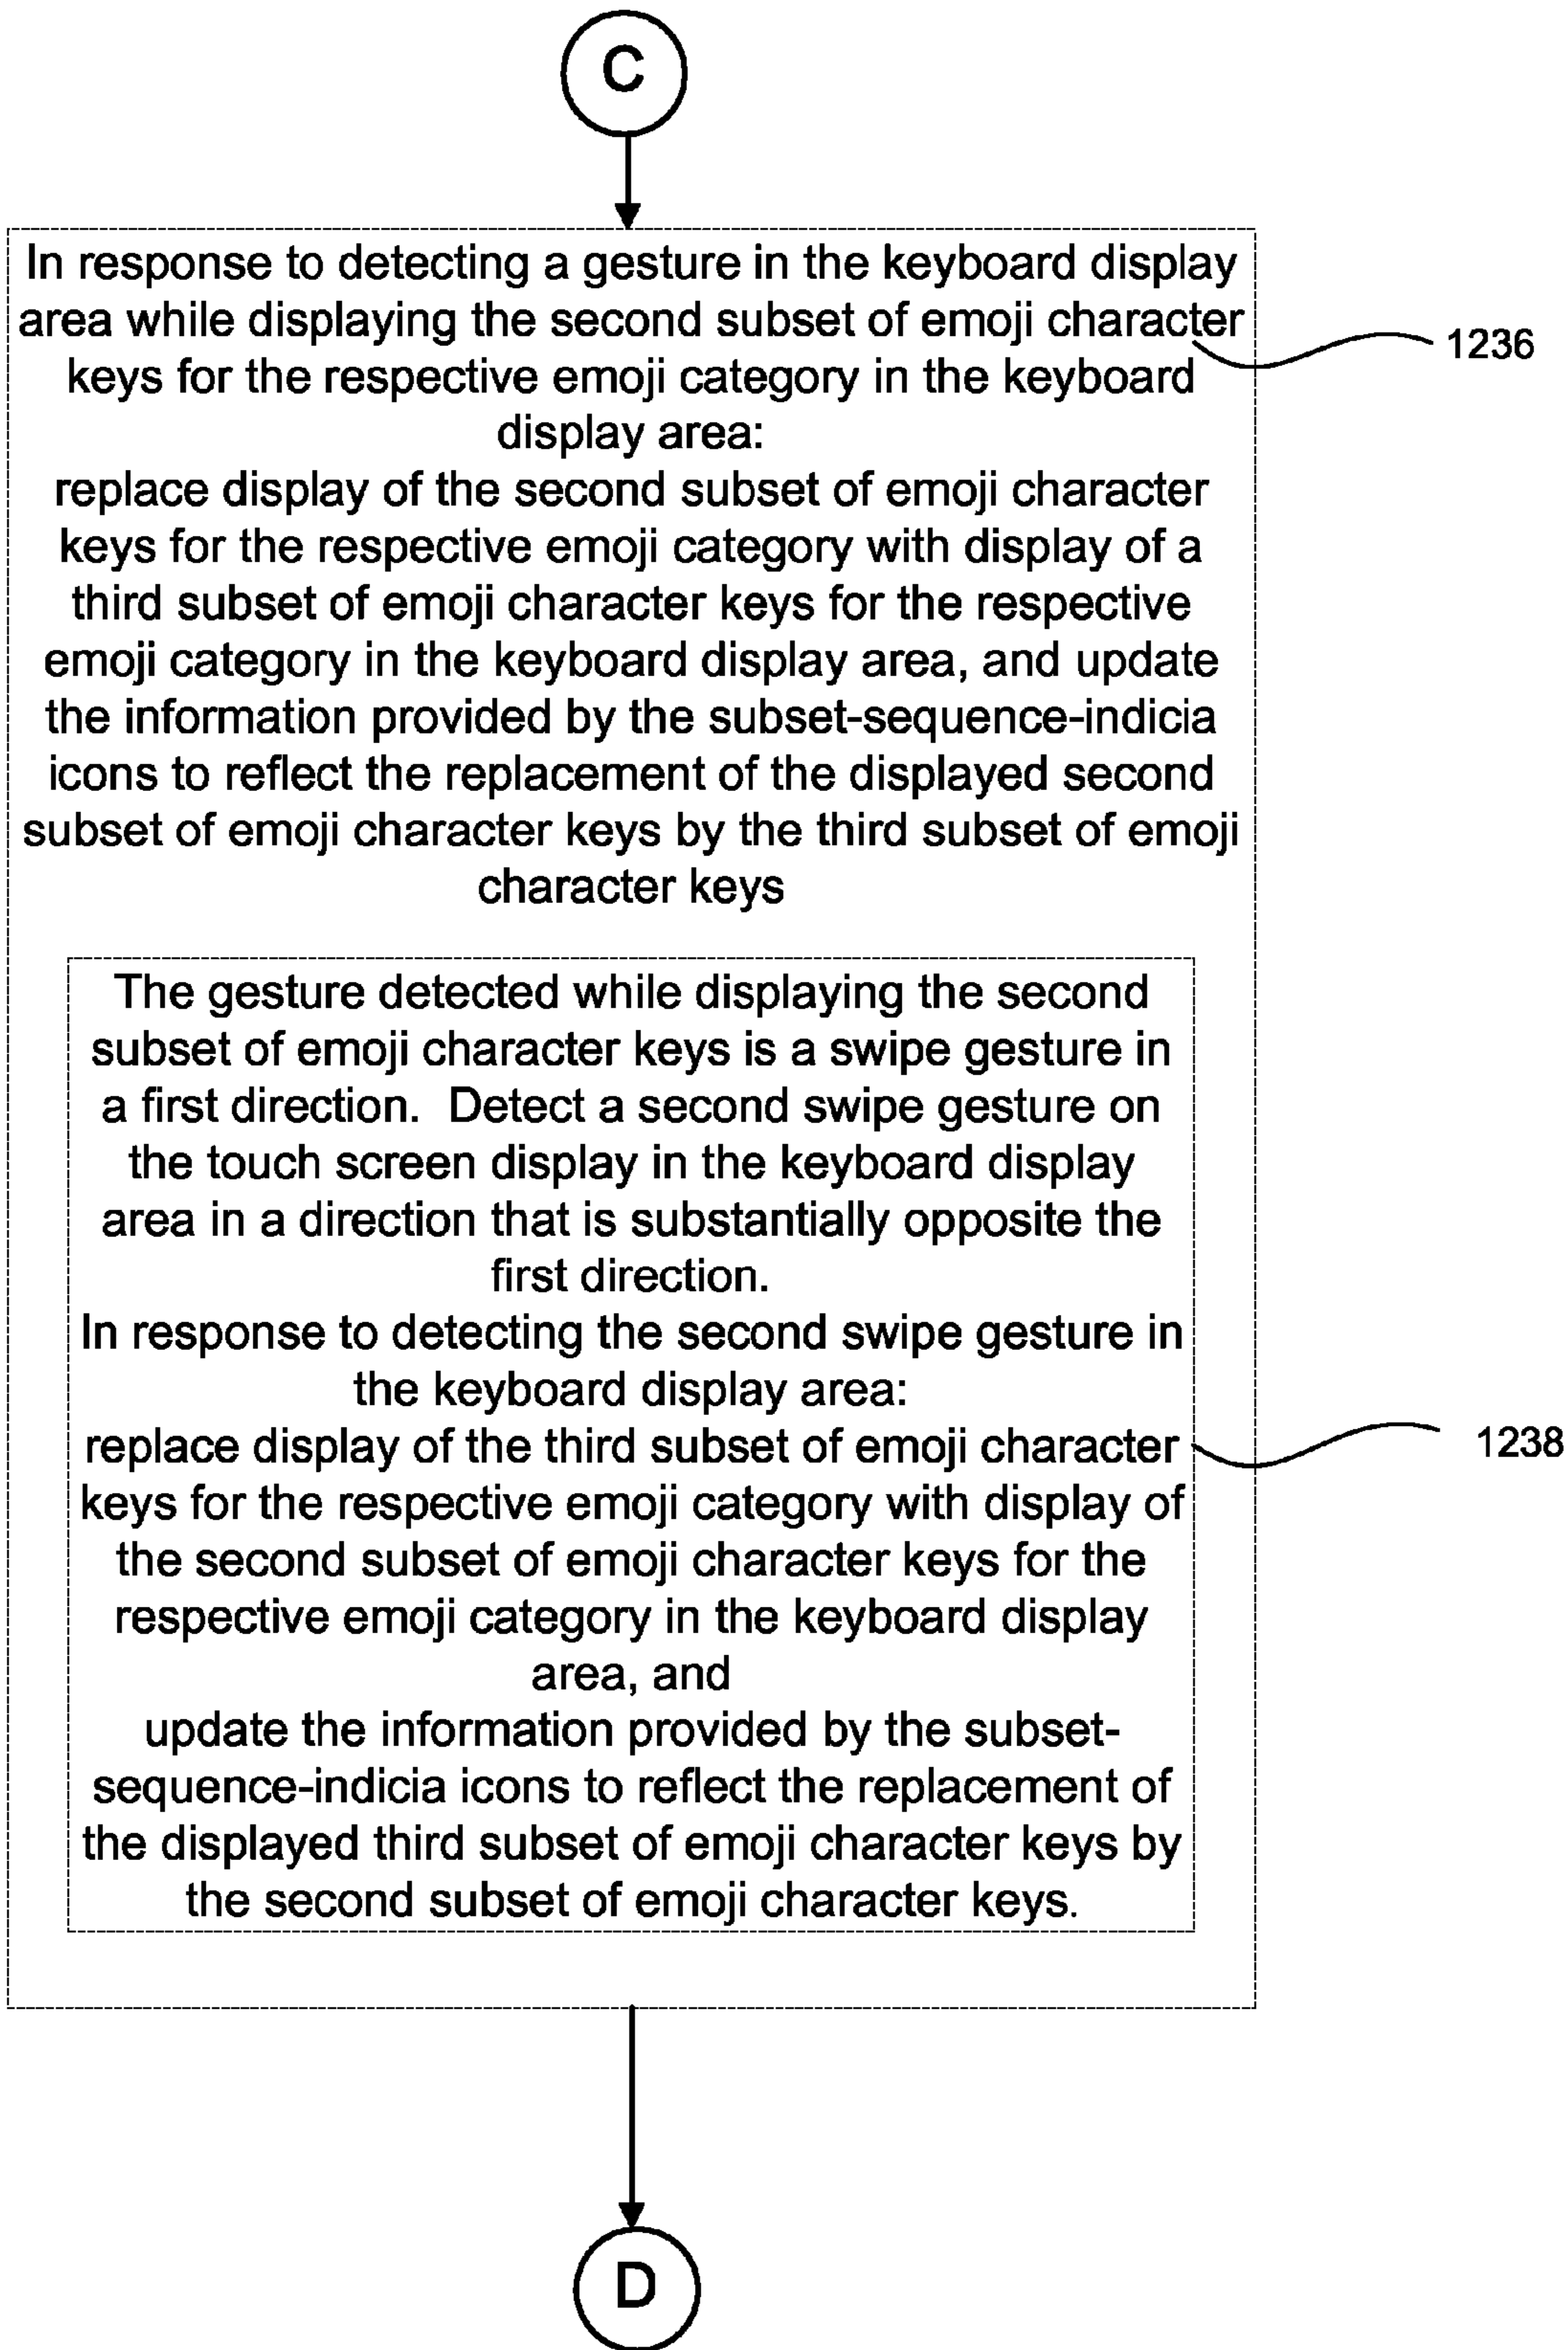 C
In response to detecting a gesture in the keyboard display
area while displaying the second subset of emoji character
1236
keys for the respective emoji category in the keyboard
display area:
replace display of the second subset of emoji character
keys for the respective emoji category with display of a
third subset of emoji character keys for the respective
emoji category in the keyboard display area, and update
the information provided by the subset-sequence-indicia
icons to reflect the replacement of the displayed second
subset of emoji character keys by the third subset of emoji
character keys
The gesture detected while displaying the second
subset of emoji character keys is a swipe gesture in
a first direction.  Detect a second swipe gesture on
the touch screen display in the keyboard display
area in a direction that is substantially opposite the
first direction.
In response to detecting the second swipe gesture in
the keyboard display area:
replace display of the third subset of emoji character
1238
keys for the respective emoji category with display of
the second subset of emoji character keys for the
respective emoji category in the keyboard display
area, and
update the information provided by the subset-
sequence-indicia icons to reflect the replacement of
the displayed third subset of emoji character keys by
the second subset of emoji character keys.
D